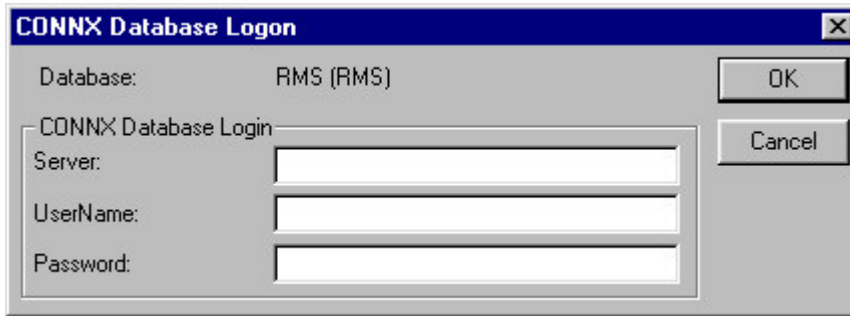 CONNX Database Logon
Database: RMS (RMS)
OK
CONNX Database Login
Cancel
Server:
UserName:
Password: